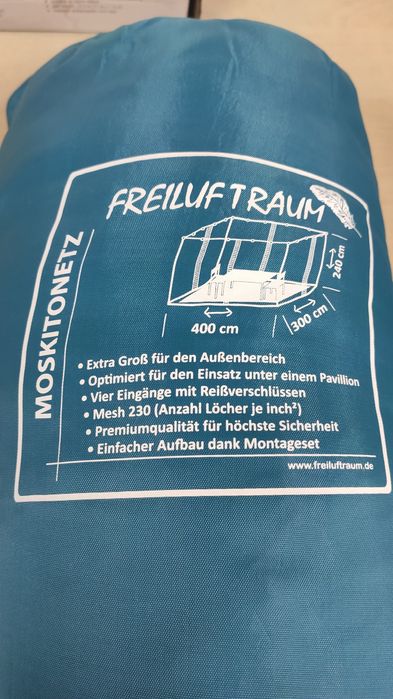 FREILUFTRAUM
MOSKITONETZ
240 cm
400 cm
300 cm
• Extra Groß für den Außenbereich
• Optimiert für den Einsatz unter einem Pavillion
• Vier Eingänge mit Reißverschlüssen
• Mesh 230 (Anzahl Löcher je inch²)
• Premiumqualität für höchste Sicherheit
• Einfacher Aufbau dank Montageset
www.freiluftraum.de